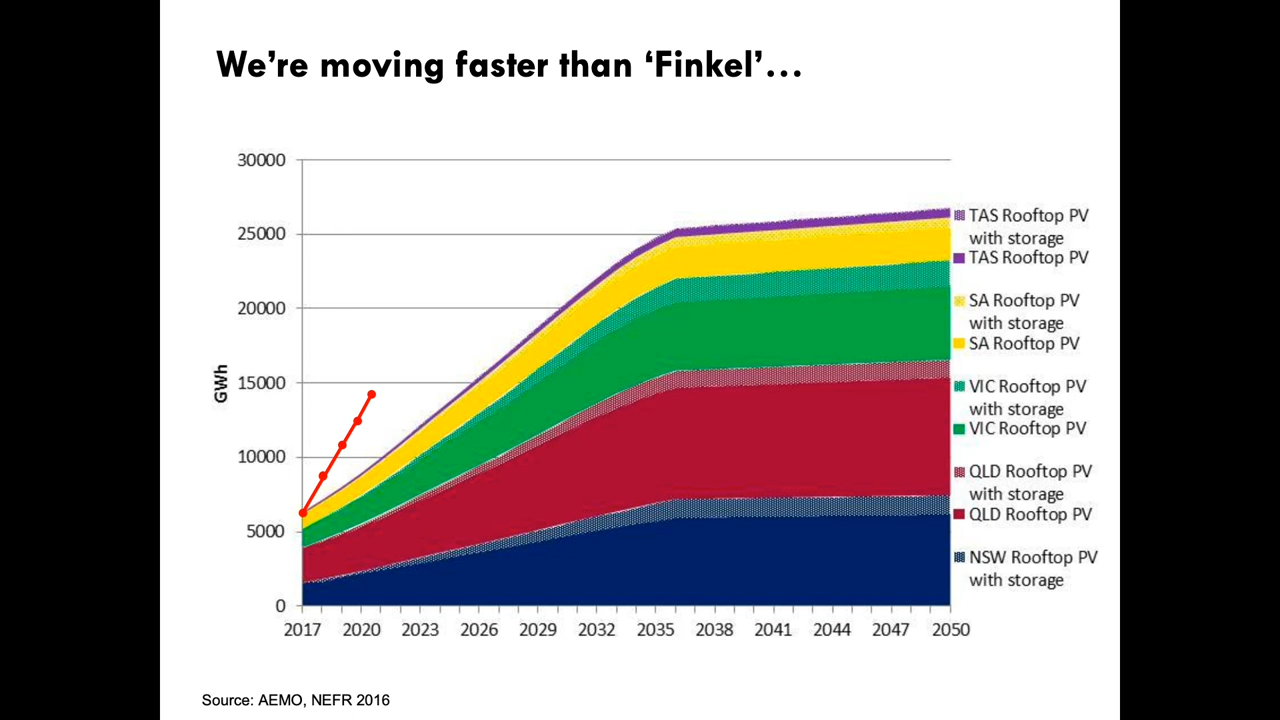 We're moving faster than ‘Finkel’...
30000
25000
20000
15000
10000
5000
0
GWh
2017 2020 2023 2026 2029 2032 2035 2038 2041 2044 2047 2050
TAS Rooftop PV
with storage
TAS Rooftop PV
SA Rooftop PV
with storage
SA Rooftop PV
VIC Rooftop PV
with storage
VIC Rooftop PV
QLD Rooftop PV
with storage
QLD Rooftop PV
NSW Rooftop PV
with storage
Source: AEMO, NEFR 2016